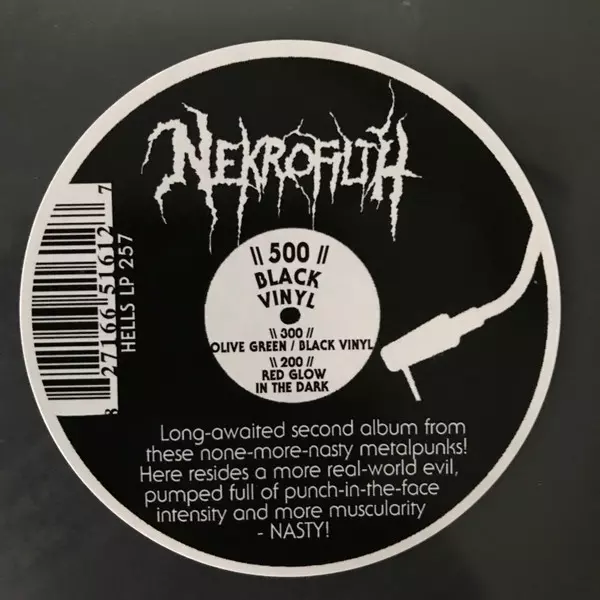 NEKROFILTH
\\ 500 //
BLACK
VINYL
\\ 300 //
OLIVE GREEN / BLACK VINYL
\\ 200 //
RED GLOW
IN THE DARK
8 27166 51612 7
HELLS LP 257
Long-awaited second album from
these none-more-nasty metalpunks!
Here resides a more real-world evil,
pumped full of punch-in-the-face
intensity and more muscularity
- NASTY!